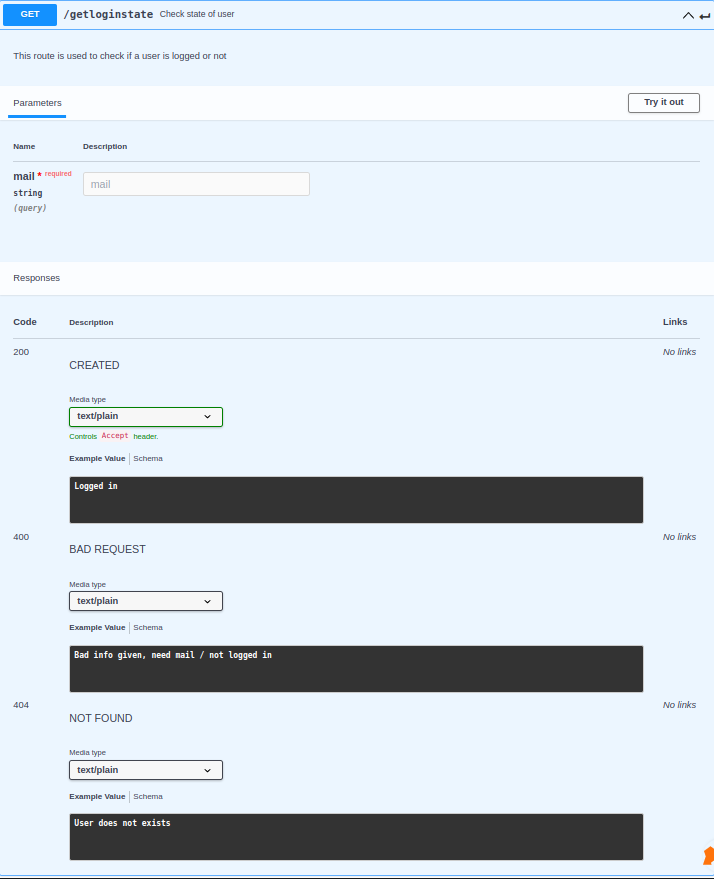 GET /getloginstate Check state of user
This route is used to check if a user is logged or not
Parameters Try it out
Name Description
mail * required
mail
string
(query)
Responses
Code Description Links
200 No links
CREATED
Media type
text/plain
Controls Accept header.
Example Value Schema
Logged in
400 No links
BAD REQUEST
Media type
text/plain
Example Value Schema
Bad info given, need mail / not logged in
404 No links
NOT FOUND
Media type
text/plain
Example Value Schema
User does not exists